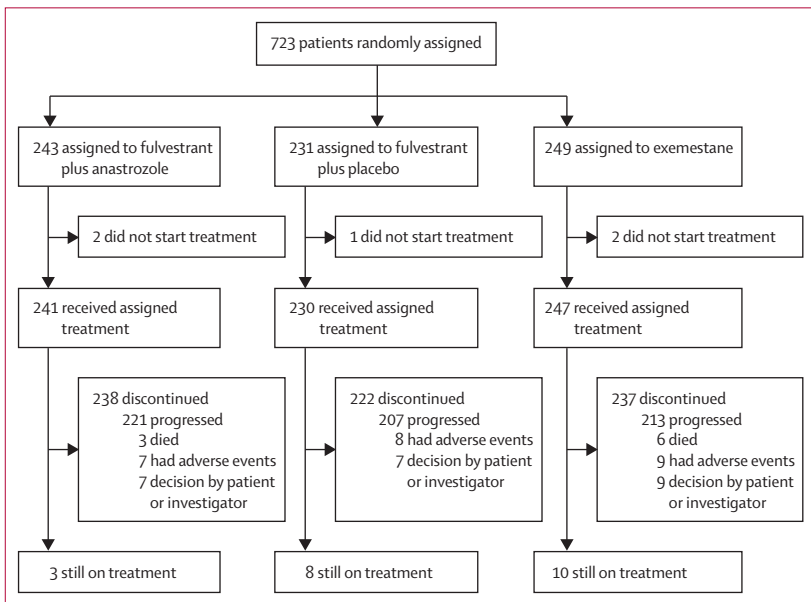 723 patients randomly assigned
243 assigned to fulvestrant
plus anastrozole
231 assigned to fulvestrant
plus placebo
249 assigned to exemestane
2 did not start treatment
1 did not start treatment
2 did not start treatment
241 received assigned
treatment
230 received assigned
treatment
247 received assigned
treatment
238 discontinued
221 progressed
3 died
7 had adverse events
7 decision by patient
or investigator
222 discontinued
207 progressed
8 had adverse events
7 decision by patient
or investigator
237 discontinued
213 progressed
6 died
9 had adverse events
9 decision by patient
or investigator
3 still on treatment
8 still on treatment
10 still on treatment